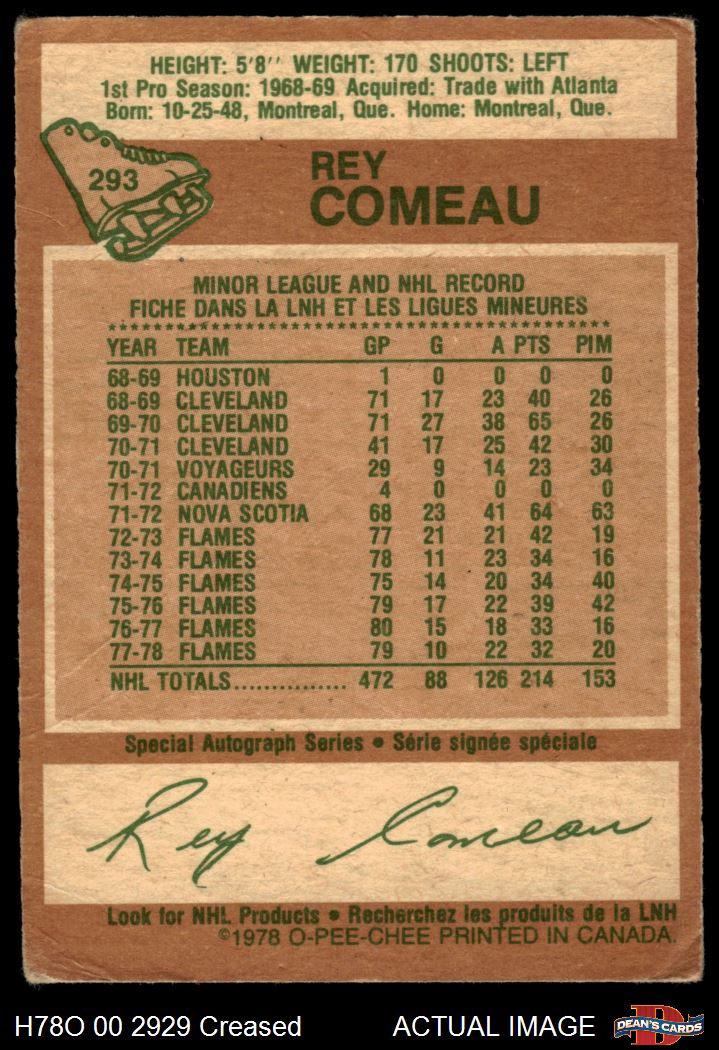 HEIGHT: 5'8'' WEIGHT: 170 SHOOTS: LEFT
1st Pro Season: 1968-69 Acquired: Trade with Atlanta
Born: 10-25-48, Montreal, Que. Home: Montreal, Que.
293
REY
COMEAU
MINOR LEAGUE AND NHL RECORD
FICHE DANS LA LNH ET LES LIGUES MINEURES
YEAR TEAM GP G A PTS PIM
68-69 HOUSTON 1 0 0 0 0
68-69 CLEVELAND 71 17 23 40 26
69-70 CLEVELAND 71 27 38 65 26
70-71 CLEVELAND 41 17 25 42 30
70-71 VOYAGEURS 29 9 14 23 34
71-72 CANADIENS 4 0 0 0 0
71-72 NOVA SCOTIA 68 23 41 64 63
72-73 FLAMES 77 21 21 42 19
73-74 FLAMES 78 11 23 34 16
74-75 FLAMES 75 14 20 34 40
75-76 FLAMES 79 17 22 39 42
76-77 FLAMES 80 15 18 33 16
77-78 FLAMES 79 10 22 32 20
NHL TOTALS............... 472 88 126 214 153
Special Autograph Series • Série signée spéciale
Rey Comeau
Look for NHL Products • Recherchez les produits de la LNH
©1978 O-PEE-CHEE PRINTED IN CANADA.
H78O 00 2929 Creased ACTUAL IMAGE
DEAN'S CARDS